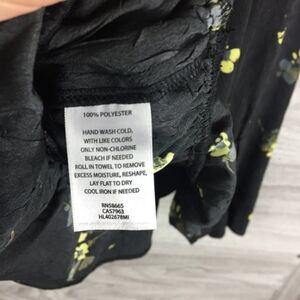 100% POLYESTER
HAND WASH COLD.
WITH LIKE COLORS
ONLY NON-CHLORINE
BLEACH IF NEEDED
ROLL IN TOWEL TO REMOVE
EXCESS MOISTURE, RESHAPE,
LAY FLAT TO DRY
COOL IRON IF NEEDED
RN58665
CA57963
HL402678MI